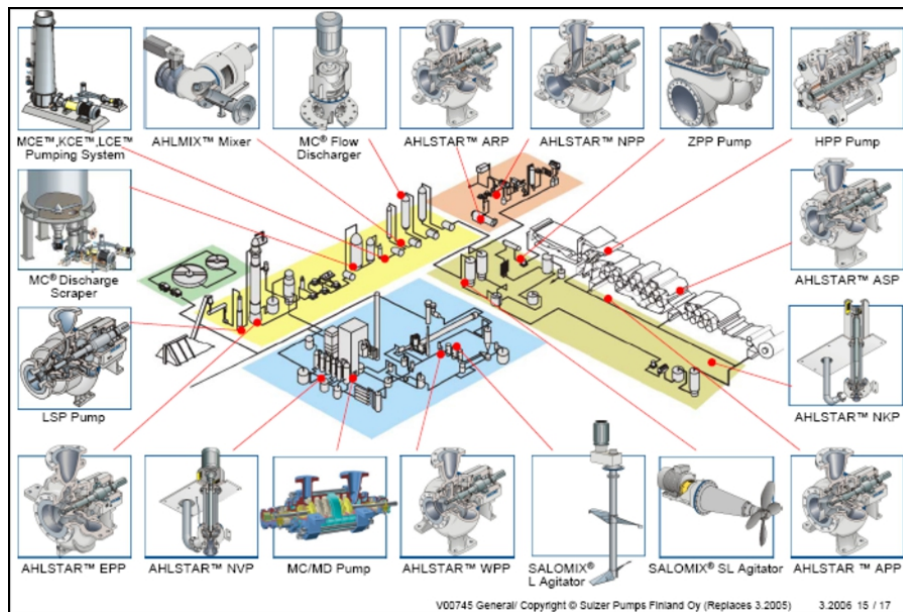 MCE™,KCE™,LCE™
Pumping System
AHLMIX™ Mixer
MC® Flow
Discharger
AHLSTAR™ ARP
AHLSTAR™ NPP
ZPP Pump
HPP Pump
MC® Discharge
Scraper
AHLSTAR™ ASP
LSP Pump
AHLSTAR™ NKP
AHLSTAR™ EPP
AHLSTAR™ NVP
MC/MD Pump
AHLSTAR™ WPP
SALOMIX®
L Agitator
SALOMIX® SL Agitator
AHLSTAR ™ APP
V00745 General/ Copyright © Sulzer Pumps Finland Oy (Replaces 3.2005) 3.2006 15 / 17